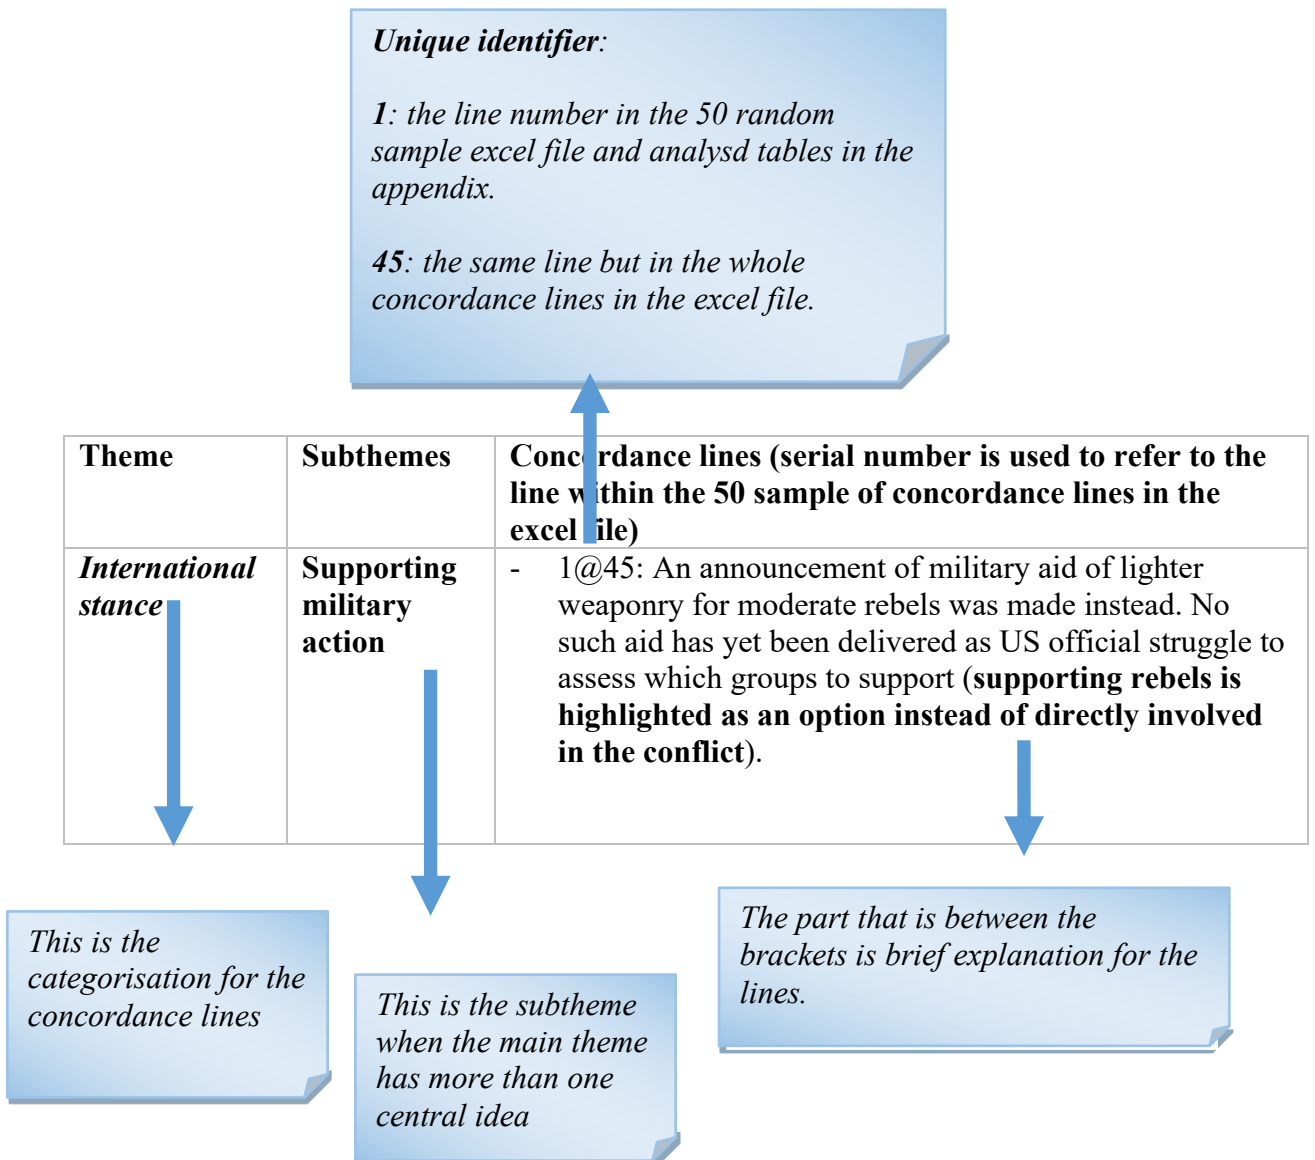 Unique identifier:
1: the line number in the 50 random
sample excel file and analysd tables in the
appendix.
45: the same line but in the whole
concordance lines in the excel file.
Theme
Subthemes
Concordance lines (serial number is used to refer to the
line within the 50 sample of concordance lines in the
excel file)
International
stance
Supporting
military
action
- 1@45: An announcement of military aid of lighter
weaponry for moderate rebels was made instead. No
such aid has yet been delivered as US official struggle to
assess which groups to support (supporting rebels is
highlighted as an option instead of directly involved
in the conflict).
This is the
categorisation for the
concordance lines
This is the subtheme
when the main theme
has more than one
central idea
The part that is between the
brackets is brief explanation for the
lines.